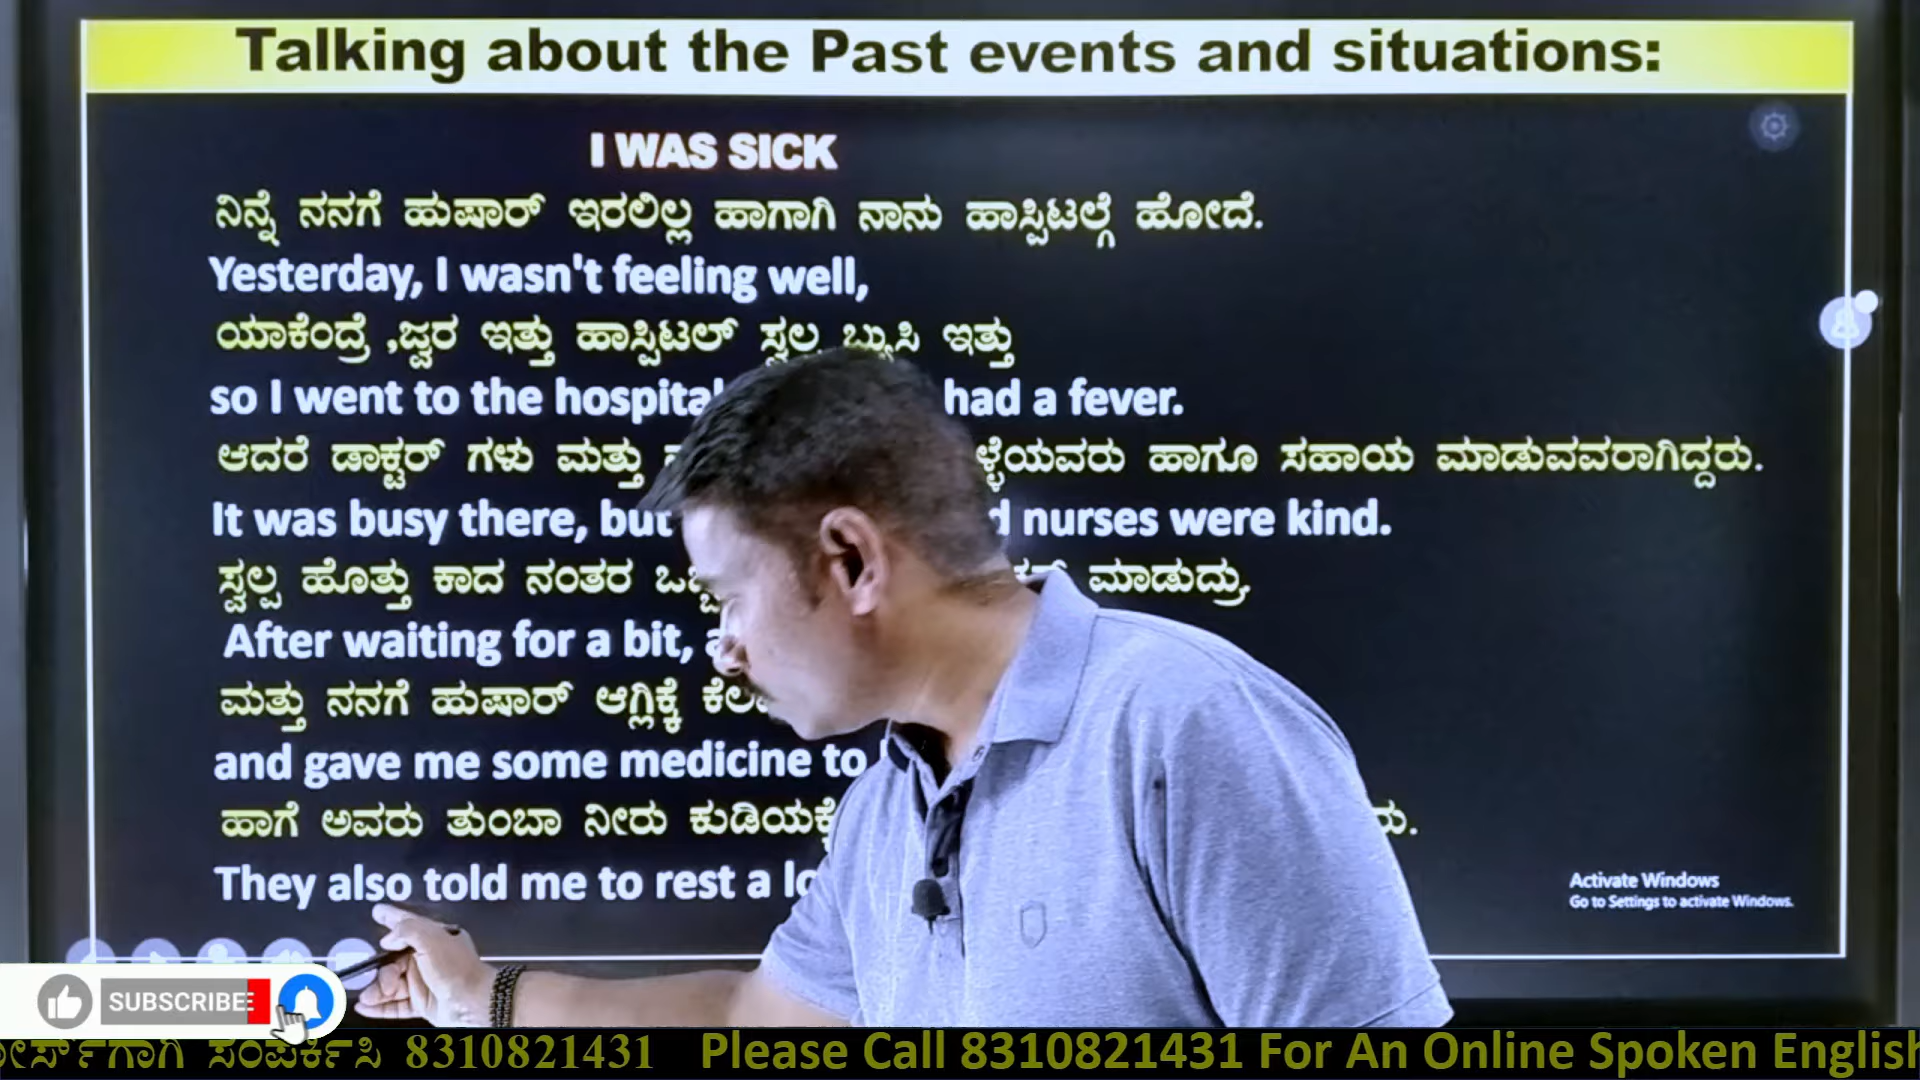 Talking about the Past events and situations:
I WAS SICK
ನಿನ್ನೆ ನನಗೆ ಹುಷಾರ್ ಇರಲಿಲ್ಲ ಹಾಗಾಗಿ ನಾನು ಹಾಸ್ಪಿಟಲ್ಗೆ ಹೋದೆ.
Yesterday, I wasn't feeling well,
ಯಾಕೆಂದ್ರೆ ,ಜ್ವರ ಇತ್ತು ಹಾಸ್ಪಿಟಲ್ ಸ್ವಲ್ಪ ಬ್ಯುಸಿ ಇತ್ತು
so I went to the hospital had a fever.
ಆದರೆ ಡಾಕ್ಟರ್ ಗಳು ಮತ್ತು ಹಾಗೂ ಸಹಾಯ ಮಾಡುವವರಾಗಿದ್ದರು.
It was busy there, but nurses were kind.
ಸ್ವಲ್ಪ ಹೊತ್ತು ಕಾದ ನಂತರ ಮಾಡುದ್ರು
After waiting for a bit,
ಮತ್ತು ನನಗೆ ಹುಷಾರ್ ಆಗ್ಲಿಕ್ಕೆ
and gave me some medicine to
ಹಾಗೆ ಅವರು ತುಂಬಾ ನೀರು
They also told me to rest a
Activate Windows
Go to Settings to activate Windows.
SUBSCRIBE
ಸಂಪರ್ಕಿಸಿ 8310821431 Please Call 8310821431 For An Online Spoken English